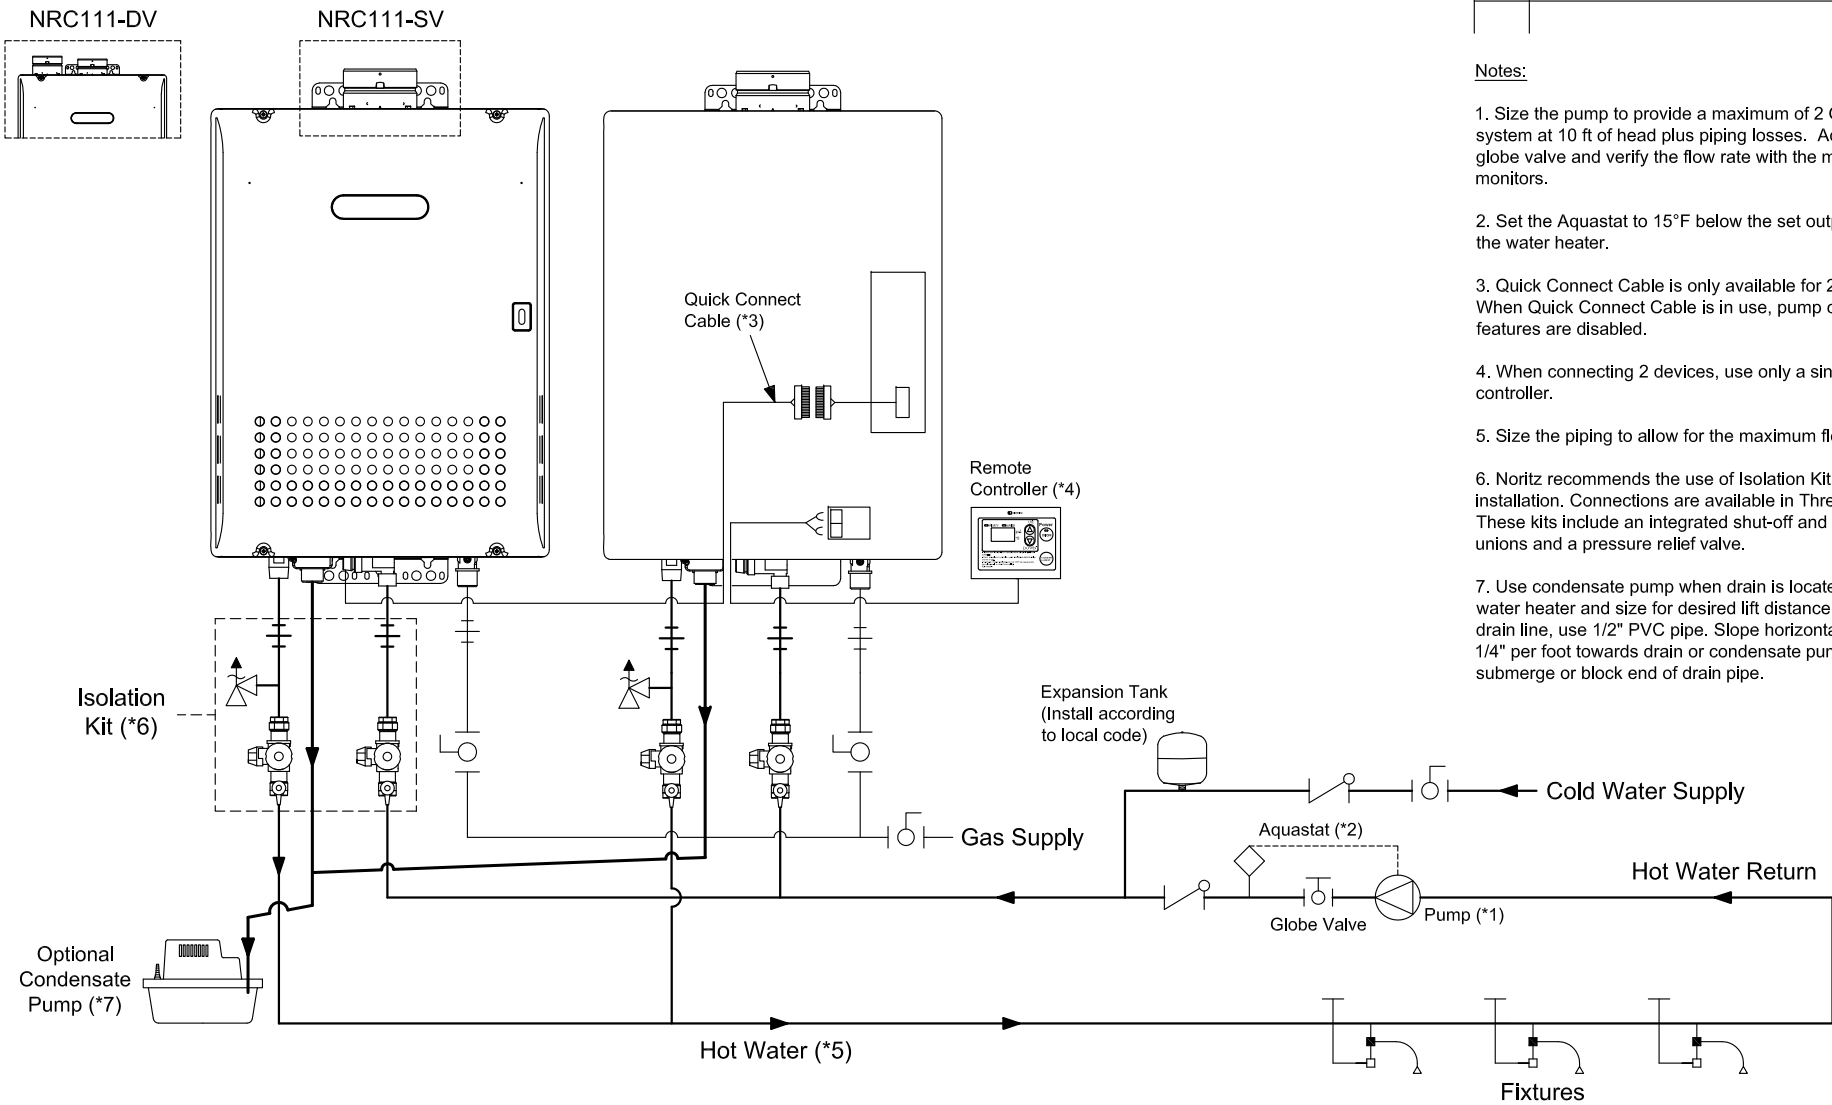 NRC111-DV
NRC111-SV
Quick Connect
Cable (*3)
Remote
Controller (*4)
Power
Isolation
Kit (*6)
Expansion Tank
(Install according
to local code)
Cold Water Supply
Gas Supply
Aquastat (*2)
Hot Water Return
Globe Valve
Pump (*1)
Optional
Condensate
Pump (*7)
Hot Water (*5)
Fixtures
Notes:
1. Size the pump to provide a maximum of 2
system at 10 ft of head plus piping losses.
globe valve and verify the flow rate with the
monitors.
2. Set the Aquastat to 15°F below the set
the water heater.
3. Quick Connect Cable is only available for 2
When Quick Connect Cable is in use, pump
features are disabled.
4. When connecting 2 devices, use only a
controller.
5. Size the piping to allow for the maximum
6. Noritz recommends the use of Isolation Kit
installation. Connections are available in
These kits include an integrated shut-off and
unions and a pressure relief valve.
7. Use condensate pump when drain is
water heater and size for desired lift distance
drain line, use 1/2" PVC pipe. Slope
1/4" per foot towards drain or condensate
submerge or block end of drain pipe.